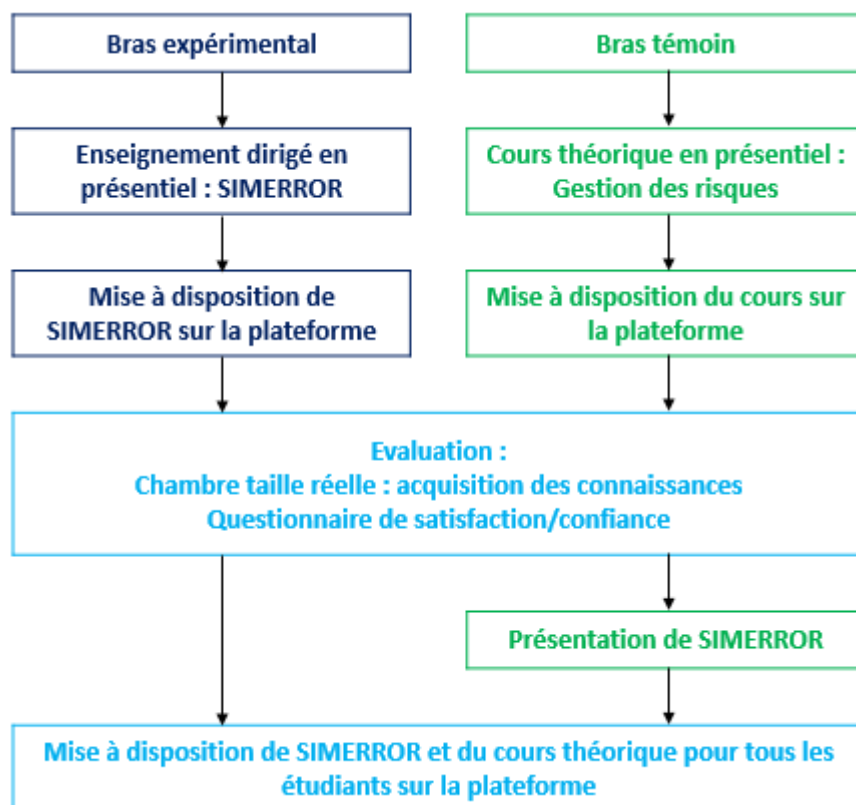 Bras expérimental
Bras témoin
Enseignement dirigé en
présentiel : SIMERROR
Cours théorique en présentiel :
Gestion des risques
Mise à disposition de
SIMERROR sur la plateforme
Mise à disposition du cours sur
la plateforme
Evaluation :
Chambre taille réelle : acquisition des connaissances
Questionnaire de satisfaction/confiance
Présentation de SIMERROR
Mise à disposition de SIMERROR et du cours théorique pour tous les
étudiants sur la plateforme